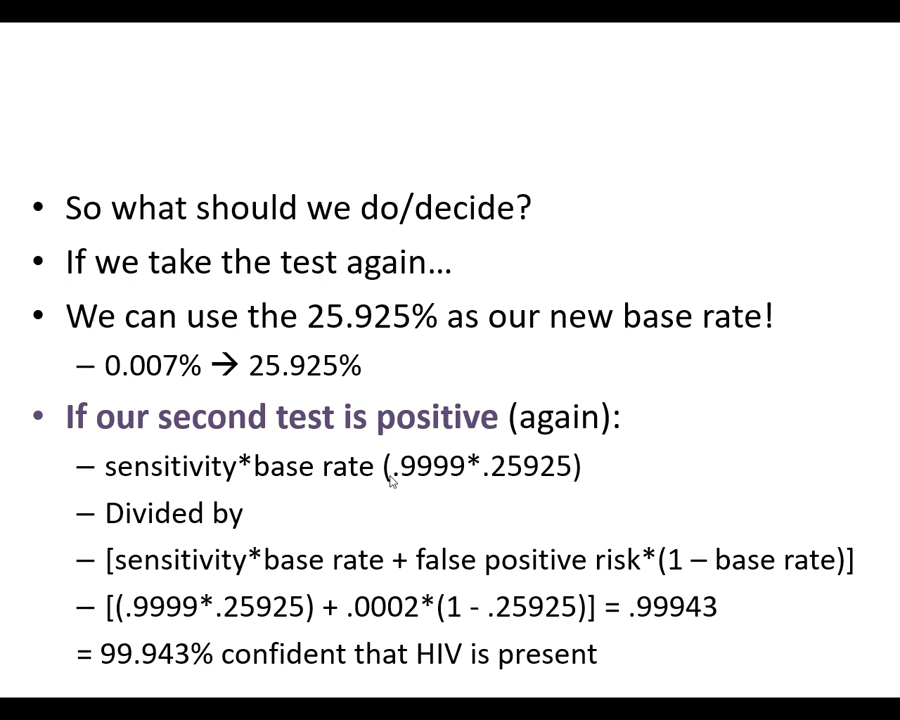 • So what should we do/decide?
• If we take the test again…
• We can use the 25.925% as our new base rate!
– 0.007% → 25.925%
• If our second test is positive (again):
– sensitivity*base rate (.9999*.25925)
– Divided by
– [sensitivity*base rate + false positive risk*(1 – base rate)]
– [(.9999*.25925) + .0002*(1 - .25925)] = .99943
= 99.943% confident that HIV is present